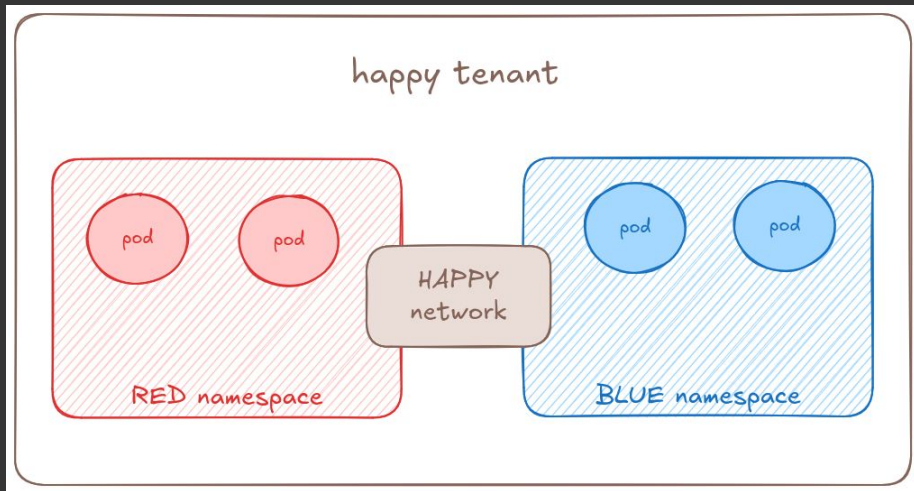 happy tenant
pod
pod
pod
pod
HAPPY
network
RED namespace
BLUE namespace